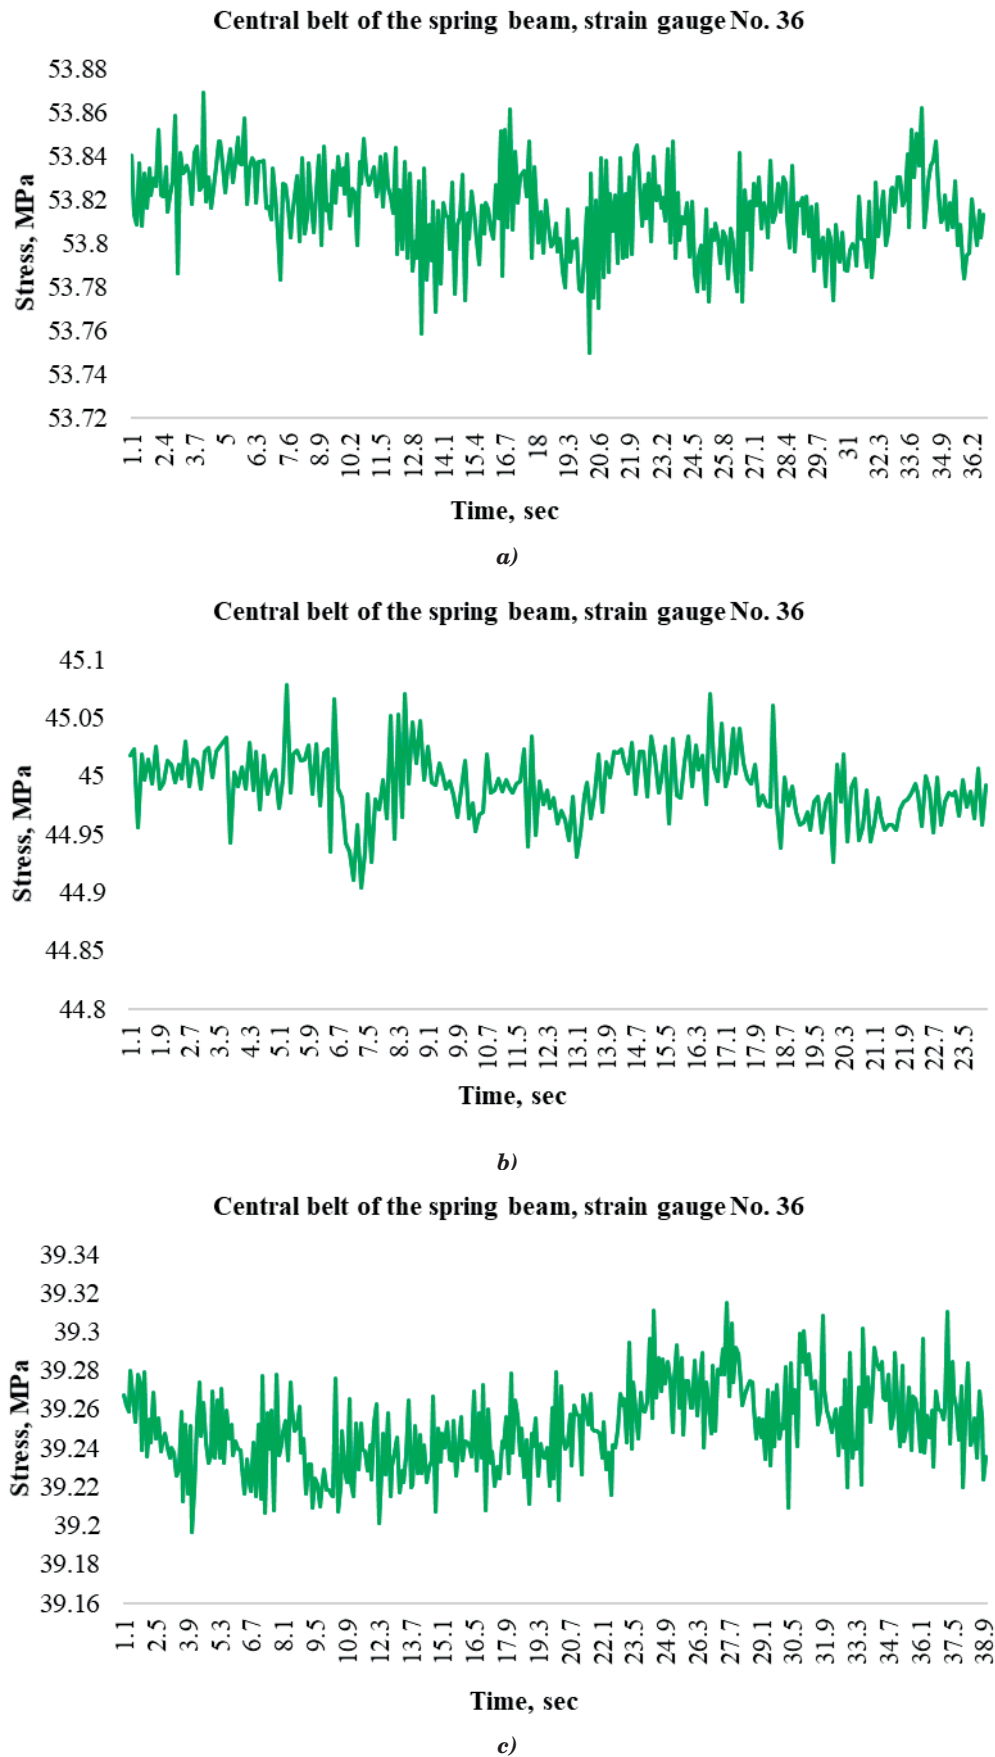 Central belt of the spring beam, strain gauge No. 36
53.88
53.86
53.84
53.82
53.8
53.78
53.76
53.74
53.72
Stress, MPa
1.1 2.4 3.7 5 6.3 7.6 8.9 10.2 11.5 12.8 14.1 15.4 16.7 18 19.3 20.6 21.9 23.2 24.5 25.8 27.1 28.4 29.7 31 32.3 33.6 34.9 36.2
Time, sec
a)
Central belt of the spring beam, strain gauge No. 36
45.1
45.05
45
44.95
44.9
44.85
44.8
Stress, MPa
1.1 1.9 2.7 3.5 4.3 5.1 5.9 6.7 7.5 8.3 9.1 9.9 10.7 11.5 12.3 13.1 13.9 14.7 15.5 16.3 17.1 17.9 18.7 19.5 20.3 21.1 21.9 22.7 23.5
Time, sec
b)
Central belt of the spring beam, strain gauge No. 36
39.34
39.32
39.3
39.28
39.26
39.24
39.22
39.2
39.18
39.16
Stress, MPa
1.1 2.5 3.9 5.3 6.7 8.1 9.5 10.9 12.3 13.7 15.1 16.5 17.9 19.3 20.7 22.1 23.5 24.9 26.3 27.7 29.1 30.5 31.9 33.3 34.7 36.1 37.5 38.9
Time, sec
c)